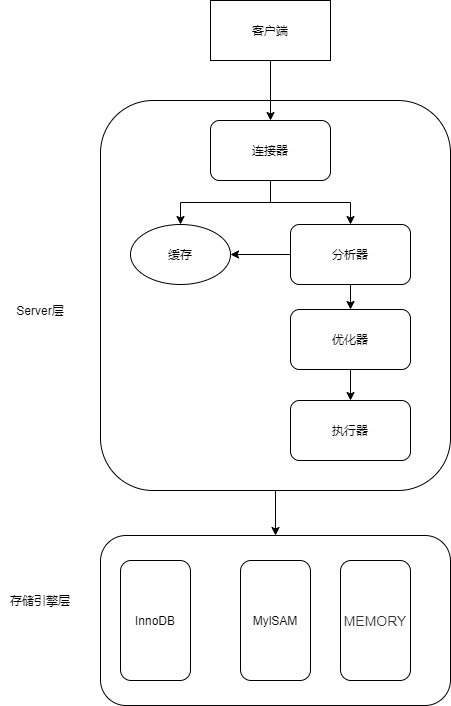 客户端
连接器
缓存
分析器
Server层
优化器
执行器
存储引擎层
InnoDB
MyISAM
MEMORY